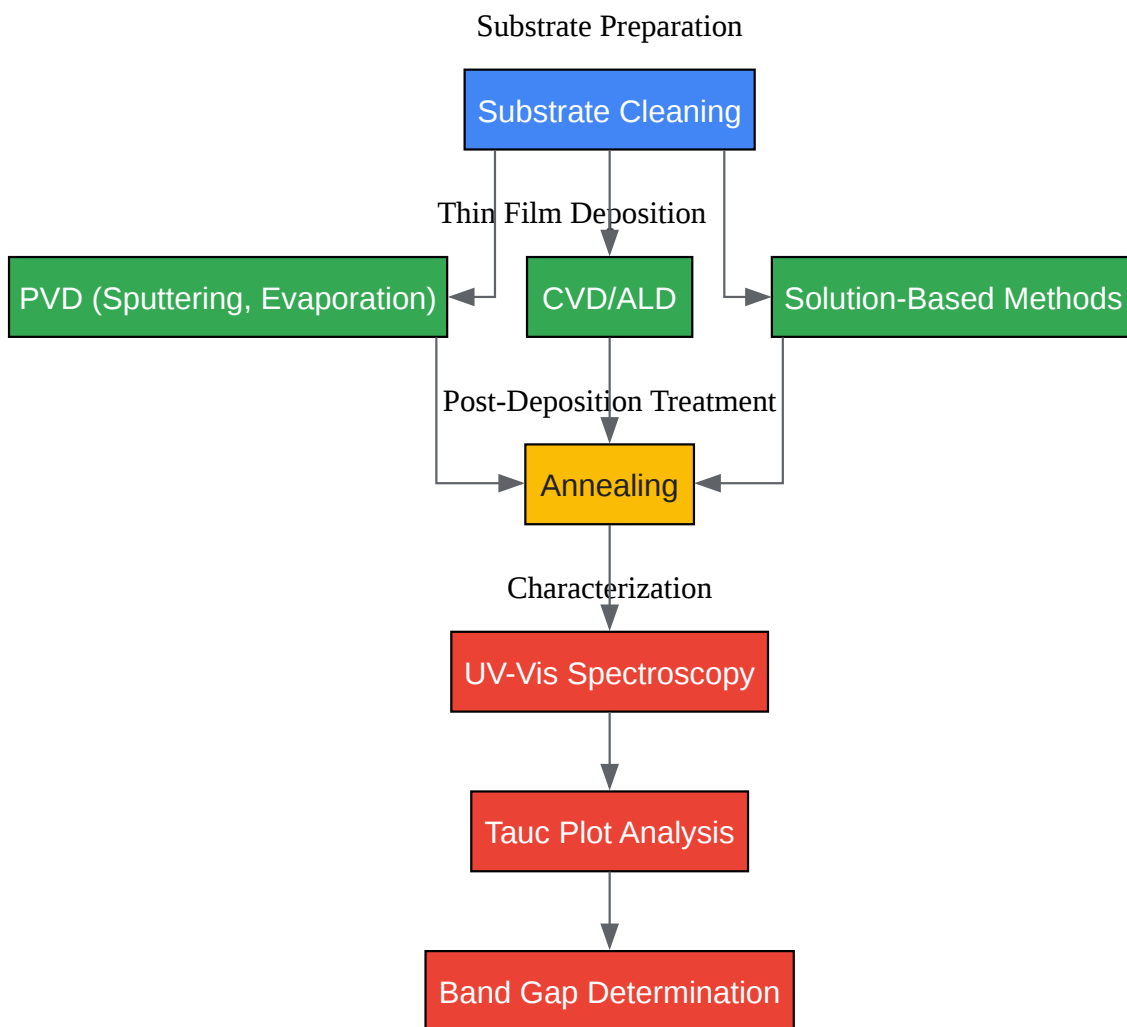 Substrate Preparation
Substrate Cleaning
Thin Film Deposition
PVD (Sputtering, Evaporation)
CVD/ALD
Solution-Based Methods
Post-Deposition Treatment
Annealing
Characterization
UV-Vis Spectroscopy
Tauc Plot Analysis
Band Gap Determination